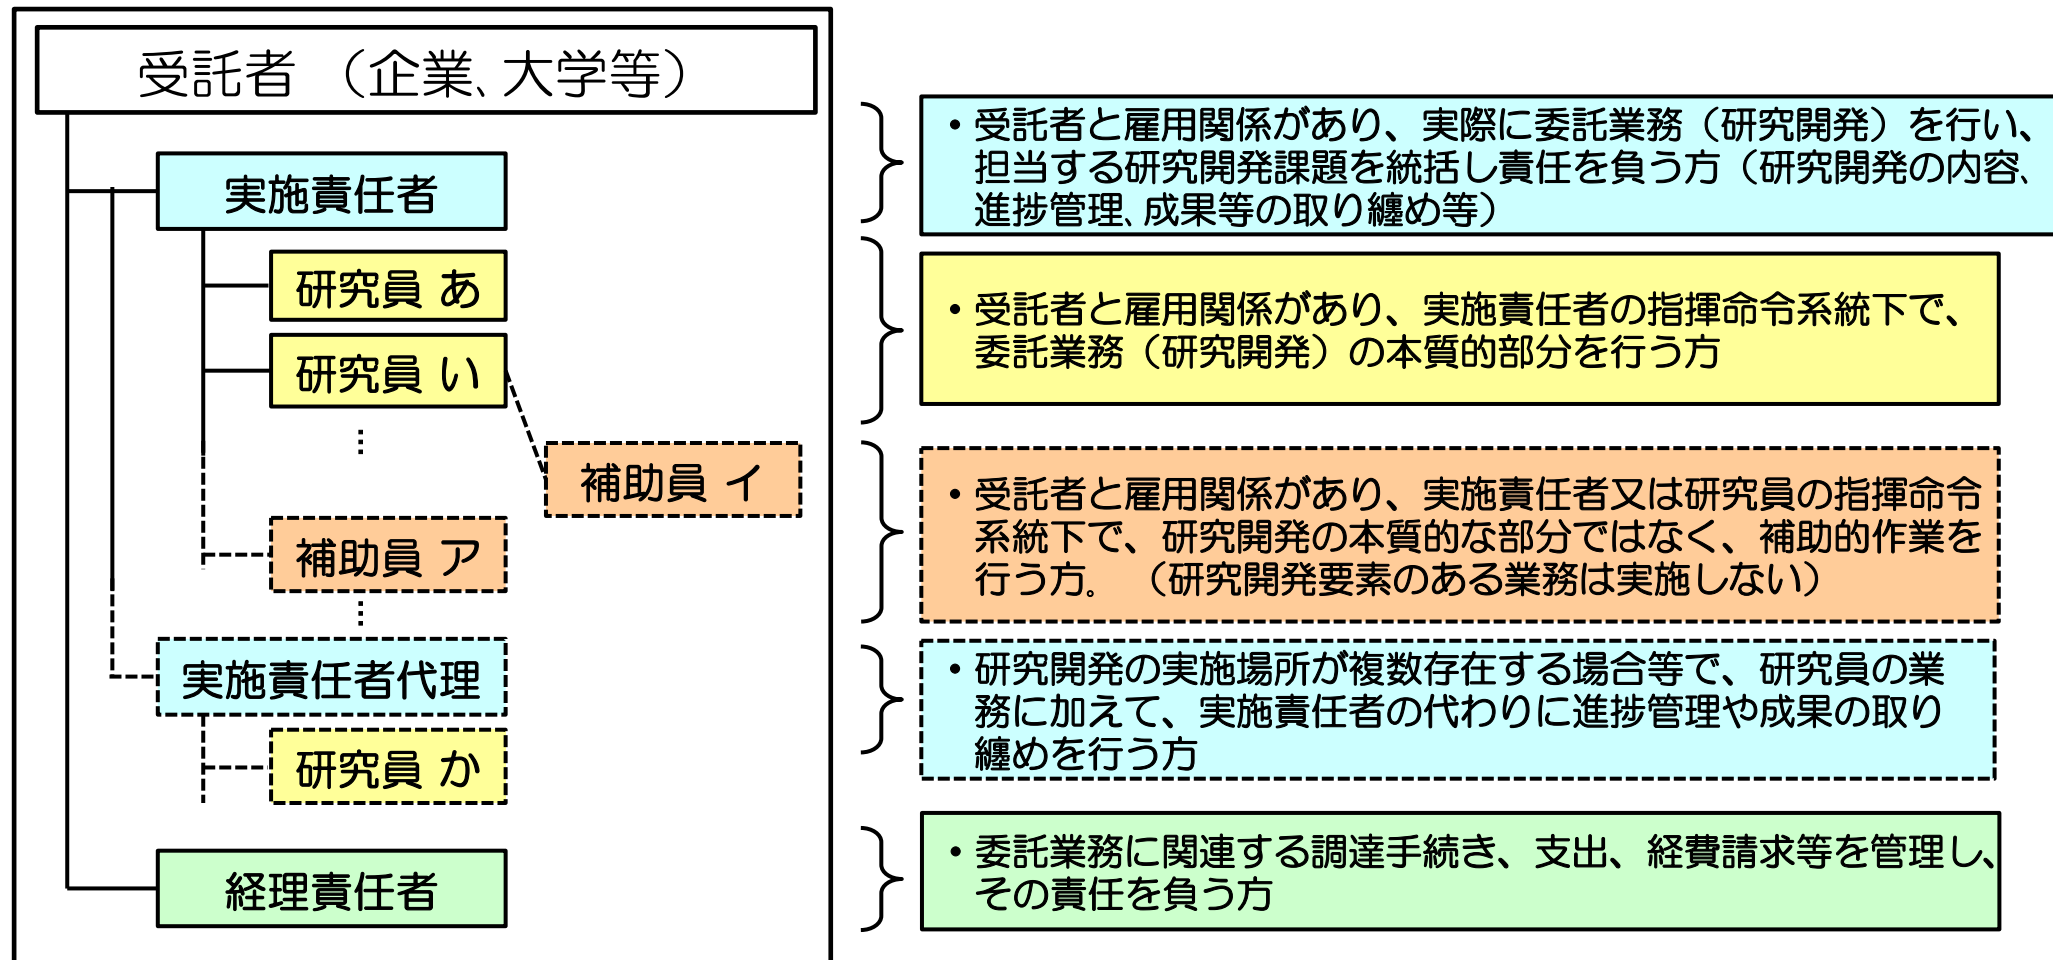 受託者 （企業、大学等）
実施責任者
研究員 あ
研究員 い
補助員 イ
補助員 ア
実施責任者代理
研究員 か
経理責任者
・受託者と雇用関係があり、実際に委託業務（研究開発）を行い、
担当する研究開発課題を統括し責任を負う方（研究開発の内容、
進捗管理、成果等の取り纏め等）
・受託者と雇用関係があり、実施責任者の指揮命令系統下で、
委託業務（研究開発）の本質的部分を行う方
・受託者と雇用関係があり、実施責任者又は研究員の指揮命令
系統下で、研究開発の本質的な部分ではなく、補助的作業を
行う方。 （研究開発要素のある業務は実施しない）
・研究開発の実施場所が複数存在する場合等で、研究員の業
務に加えて、実施責任者の代わりに進捗管理や成果の取り
纏めを行う方
・委託業務に関連する調達手続き、支出、経費請求等を管理し、
その責任を負う方